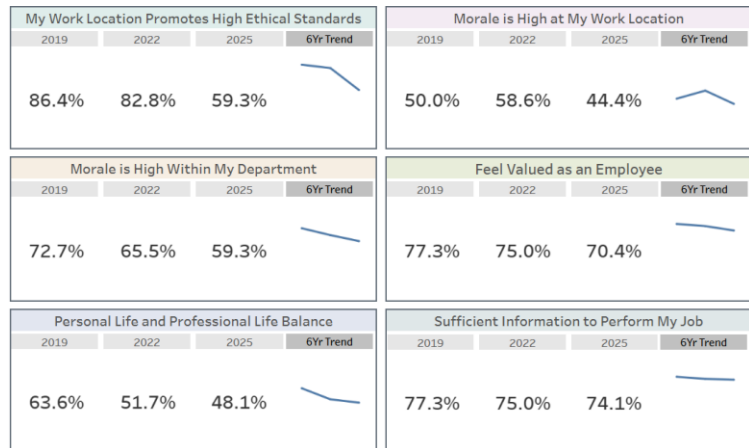 My Work Location Promotes High Ethical Standards
2019 2022 2025 6Yr Trend
86.4% 82.8% 59.3%
Morale is High at My Work Location
2019 2022 2025 6Yr Trend
50.0% 58.6% 44.4%
Morale is High Within My Department
2019 2022 2025 6Yr Trend
72.7% 65.5% 59.3%
Feel Valued as an Employee
2019 2022 2025 6Yr Trend
77.3% 75.0% 70.4%
Personal Life and Professional Life Balance
2019 2022 2025 6Yr Trend
63.6% 51.7% 48.1%
Sufficient Information to Perform My Job
2019 2022 2025 6Yr Trend
77.3% 75.0% 74.1%